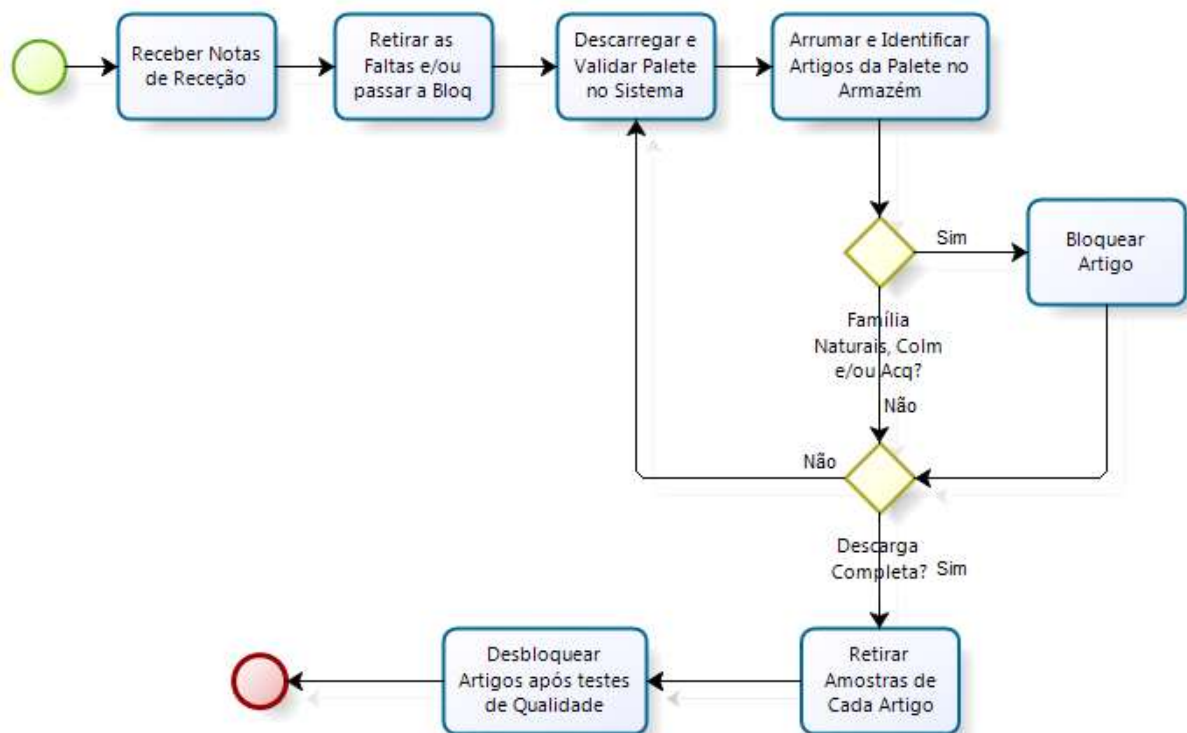 Receber Notas
de Receção
Retirar as
Faltas e/ou
passar a Bloq
Descarregar e
Validar Palete
no Sistema
Arrumar e Identificar
Artigos da Palete no
Armazém
Sim
Bloquear
Artigo
Família
Naturais, Colm
e/ou Acq?
Não
Não
Descarga
Completa?
Sim
Desbloquear
Artigos após testes
de Qualidade
Retirar
Amostras de
Cada Artigo